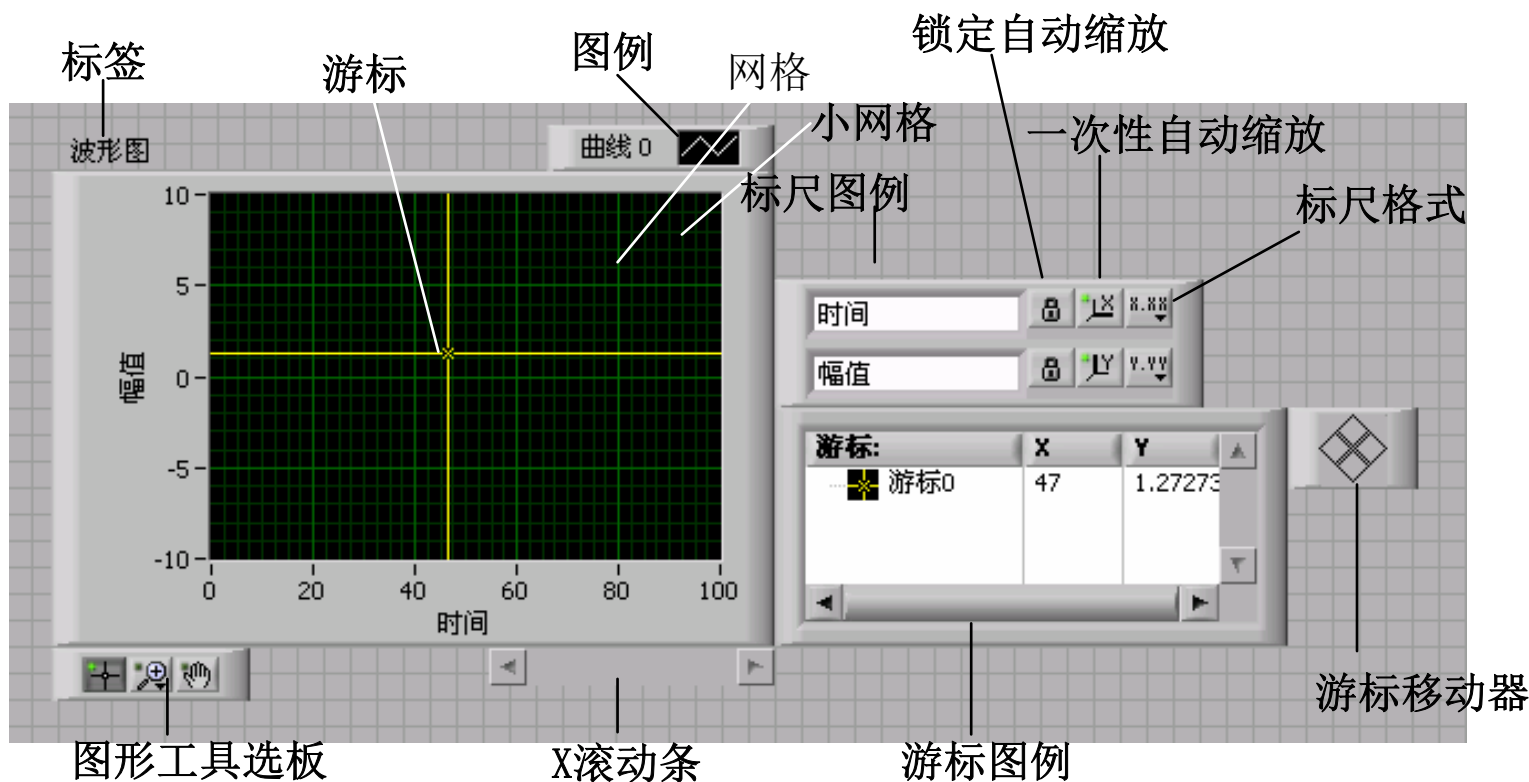 标签
游标
图例
网格
锁定自动缩放
小网格
一次性自动缩放
标尺图例
标尺格式
波形图
曲线 0
10
5
0
-5
-10
幅值
0
20
40
60
80
100
时间
时间
X.XX
幅值
Y.YY
游标:
X
Y
游标0
47
1.27273
游标移动器
图形工具选板
X滚动条
游标图例